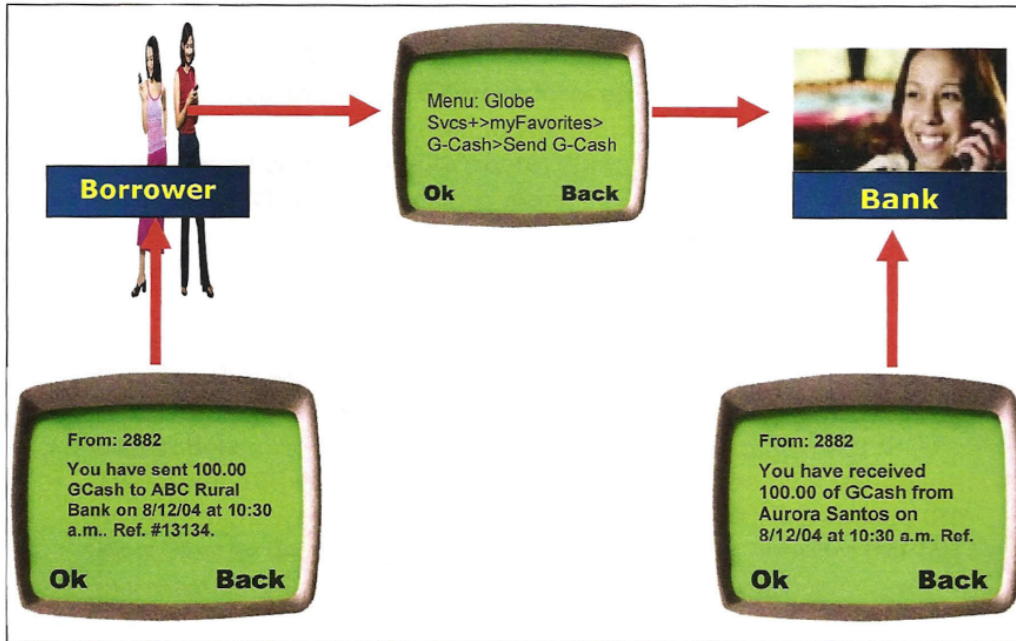 Menu: Globe
Svcs+>myFavorites>
G-Cash>Send G-Cash
Ok Back
Borrower
Bank
From: 2882
You have sent 100.00
GCash to ABC Rural
Bank on 8/12/04 at 10:30
a.m.. Ref. #13134.
Ok Back
From: 2882
You have received
100.00 of GCash from
Aurora Santos on
8/12/04 at 10:30 a.m. Ref.
Ok Back